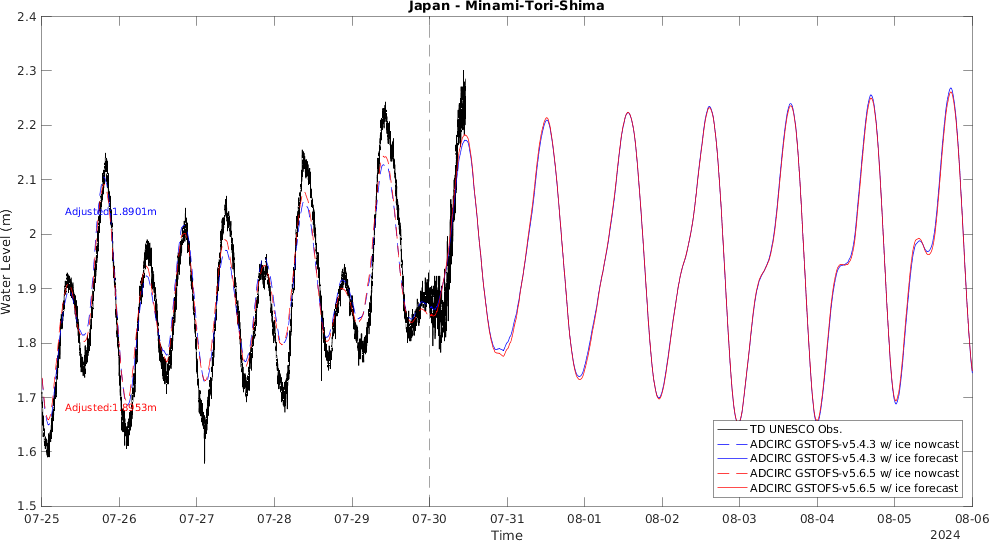 Japan - Minami-Tori-Shima
2.4
2.3
2.2
2.1
2
1.9
1.8
1.7
1.6
1.5
Water Level (m)
Adjusted:1.8901m
Adjusted:1.8953m
TD UNESCO Obs.
ADCIRC GSTOFS-v5.4.3 w/ ice nowcast
ADCIRC GSTOFS-v5.4.3 w/ ice forecast
ADCIRC GSTOFS-v5.6.5 w/ ice nowcast
ADCIRC GSTOFS-v5.6.5 w/ ice forecast
07-25 07-26 07-27 07-28 07-29 07-30 07-31 08-01 08-02 08-03 08-04 08-05 08-06
Time
2024